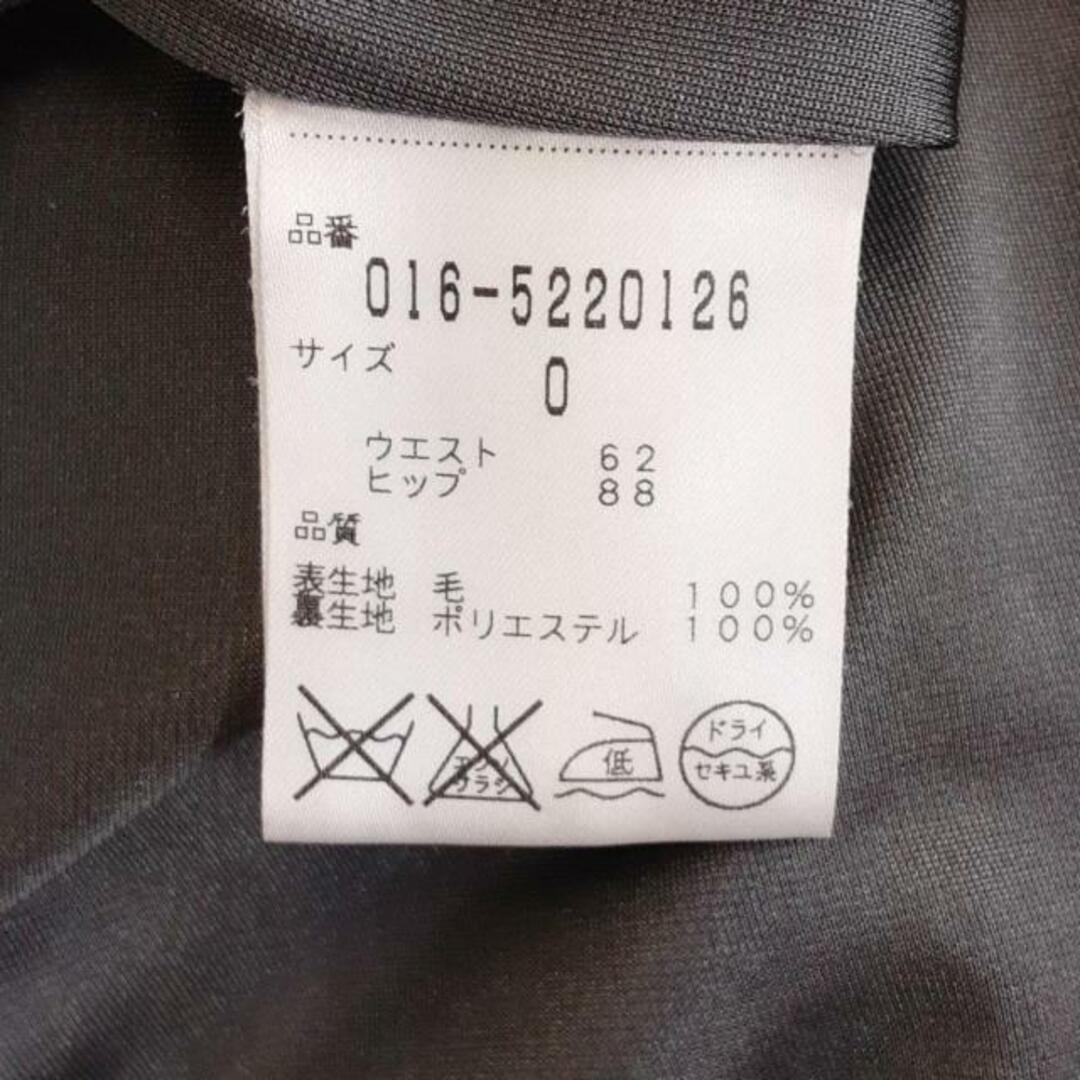 品番
016-5220126
サイズ
0
ウエスト 62
ヒップ 88
品質
表生地 毛 100%
裏生地 ポリエステル 100%
エンソ
サラシ
低
ドライ
セキユ系